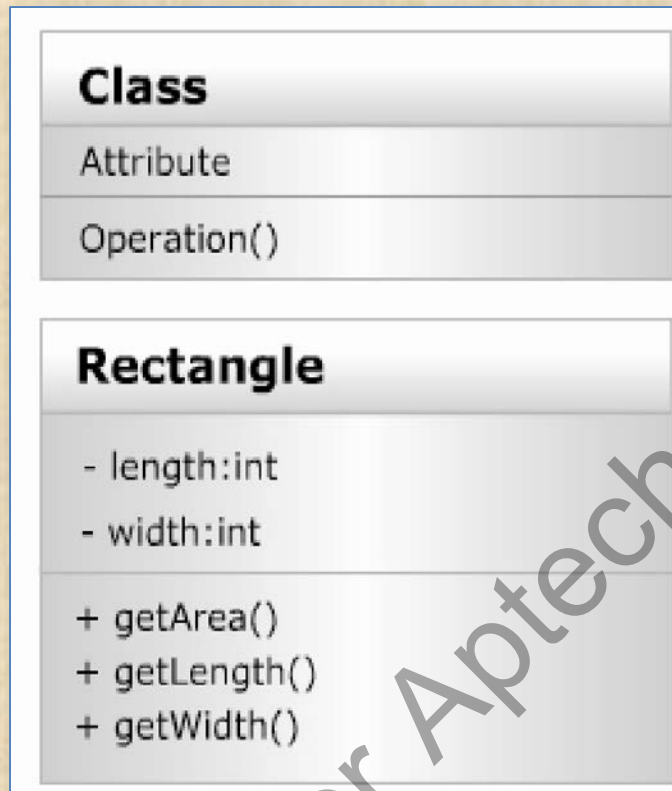 Class
Attribute
Operation()
Rectangle
- length:int
- width:int
+ getArea()
+ getLength()
+ getWidth()
r Aptech